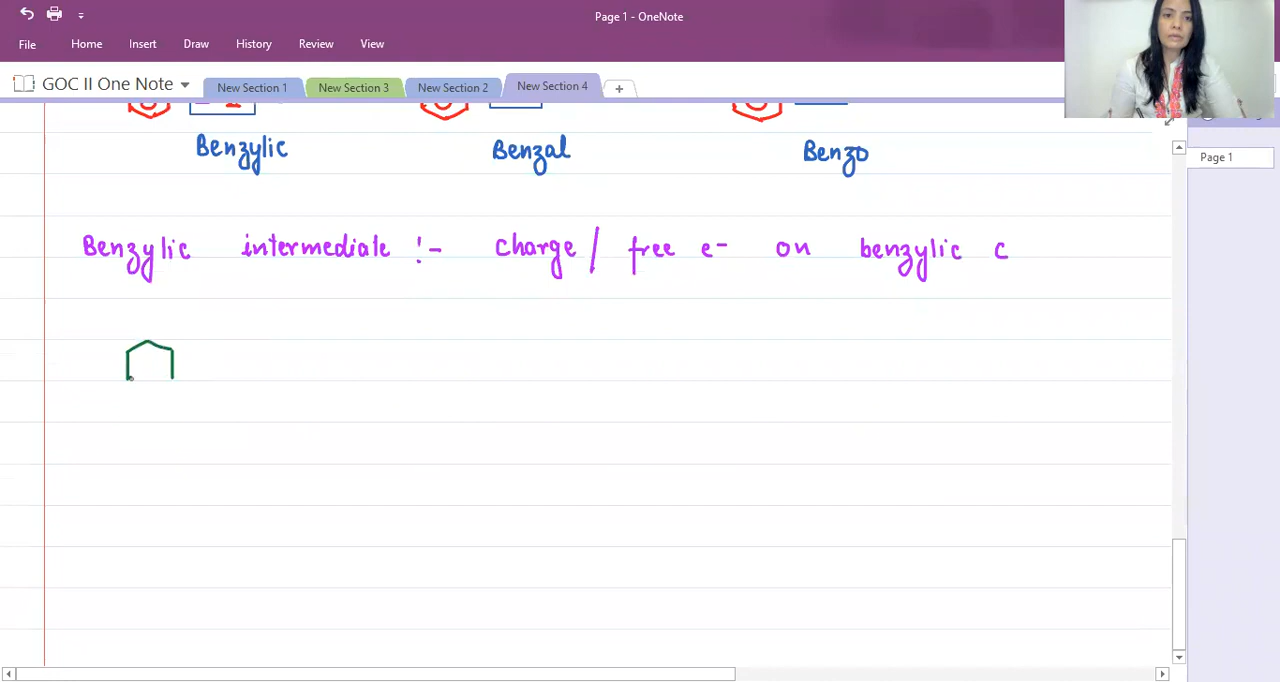 Page 1 - OneNote
File Home Insert Draw History Review View
GOC II One Note New Section 1 New Section 3 New Section 2 New Section 4 +
Page 1
Benzylic Benzal Benzo
Benzylic intermediate :- charge / free e- on benzylic c